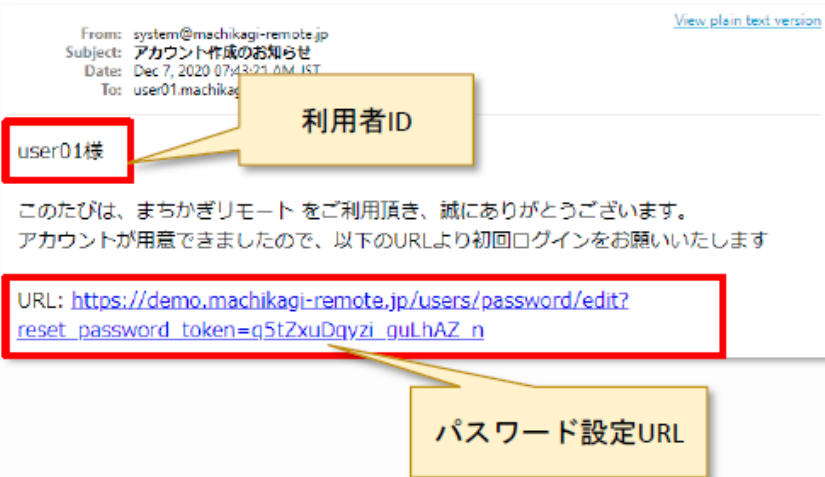 View plain text version
From: system@machikagi-remote.jp
Subject: アカウント作成のお知らせ
Date: Dec 7, 2020 07:43:21 AM JST
To: user01.machikag
利用者ID
user01様
このたびは、まちかぎリモート をご利用頂き、誠にありがとうございます。
アカウントが用意できましたので、以下のURLより初回ログインをお願いいたします
URL: https://demo.machikagi-remote.jp/users/password/edit?
reset_password_token=q5tZxuDqyzi_guLhAZ_n
パスワード設定URL